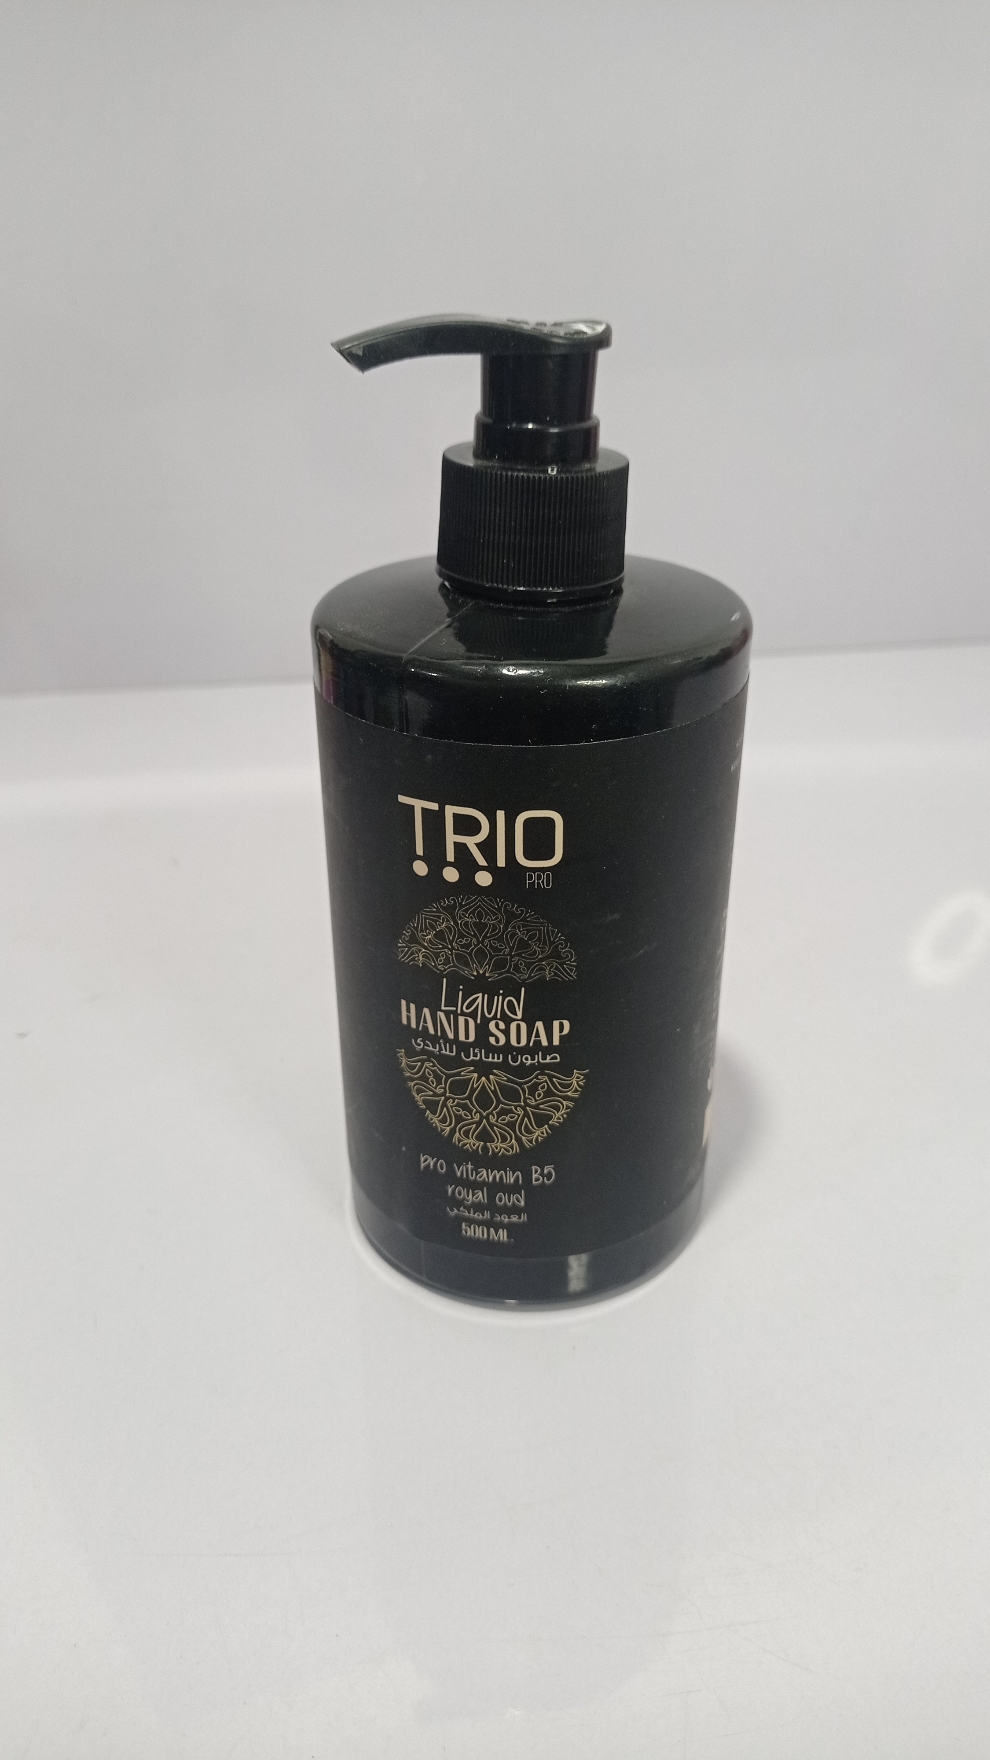 TRIO
PRO
Liquid
HAND SOAP
صابون سائل للأيدي
pro vitamin B5
royal oud
العود الملكي
500 ML.